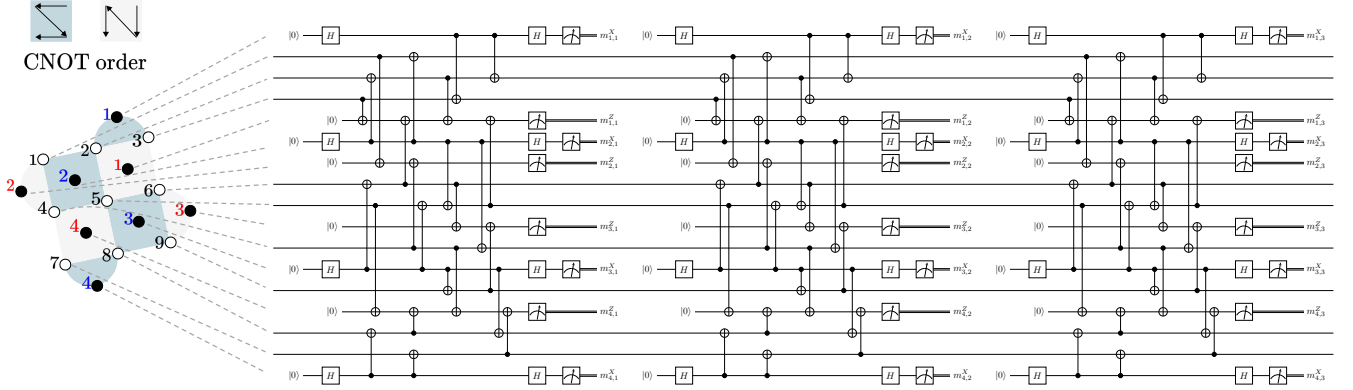 CNOT order
1
3
2
1
1
2
2
5
6
4
3
3
4
9
8
7
4
|0⟩ H H m^X_{1,1} |0⟩ H H m^X_{1,2} |0⟩ H H m^X_{1,3}
|0⟩ m^Z_{1,1} |0⟩ m^Z_{1,2} |0⟩ m^Z_{1,3}
|0⟩ H H m^X_{2,1} |0⟩ H H m^X_{2,2} |0⟩ H H m^X_{2,3}
|0⟩ m^Z_{2,1} |0⟩ m^Z_{2,2} |0⟩ m^Z_{2,3}
|0⟩ m^Z_{3,1} |0⟩ m^Z_{3,2} |0⟩ m^Z_{3,3}
|0⟩ H H m^X_{3,1} |0⟩ H H m^X_{3,2} |0⟩ H H m^X_{3,3}
|0⟩ m^Z_{4,1} |0⟩ m^Z_{4,2} |0⟩ m^Z_{4,3}
|0⟩ H H m^X_{4,1} |0⟩ H H m^X_{4,2} |0⟩ H H m^X_{4,3}